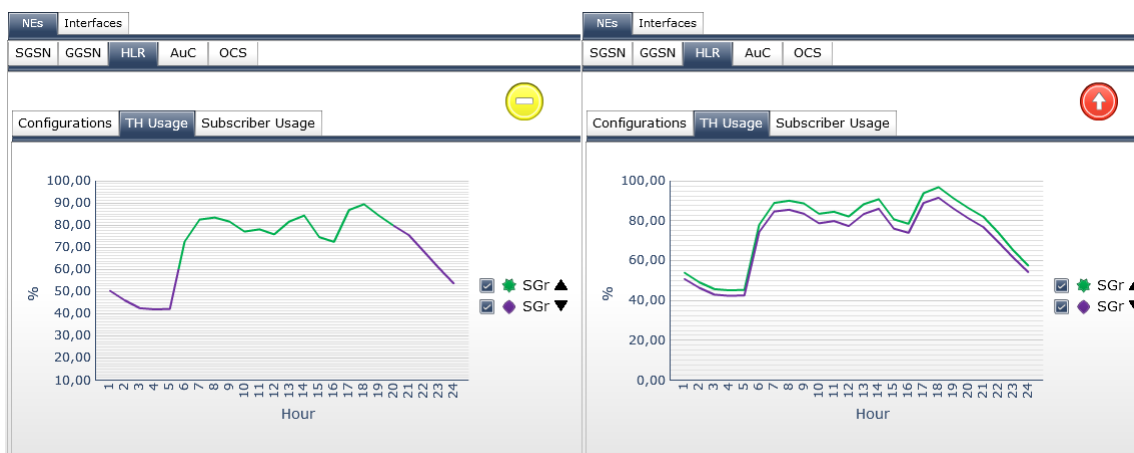 NEs Interfaces
SGSN GGSN HLR AuC OCS
Configurations TH Usage Subscriber Usage
100,00
90,00
80,00
70,00
60,00
50,00
40,00
30,00
20,00
10,00
%
1 2 3 4 5 6 7 8 9 10 11 12 13 14 15 16 17 18 19 20 21 22 23 24
Hour
SGr ▲
SGr ▼
NEs Interfaces
SGSN GGSN HLR AuC OCS
Configurations TH Usage Subscriber Usage
100,00
80,00
60,00
40,00
20,00
0,00
%
1 2 3 4 5 6 7 8 9 10 11 12 13 14 15 16 17 18 19 20 21 22 23 24
Hour
SGr ▲
SGr ▼